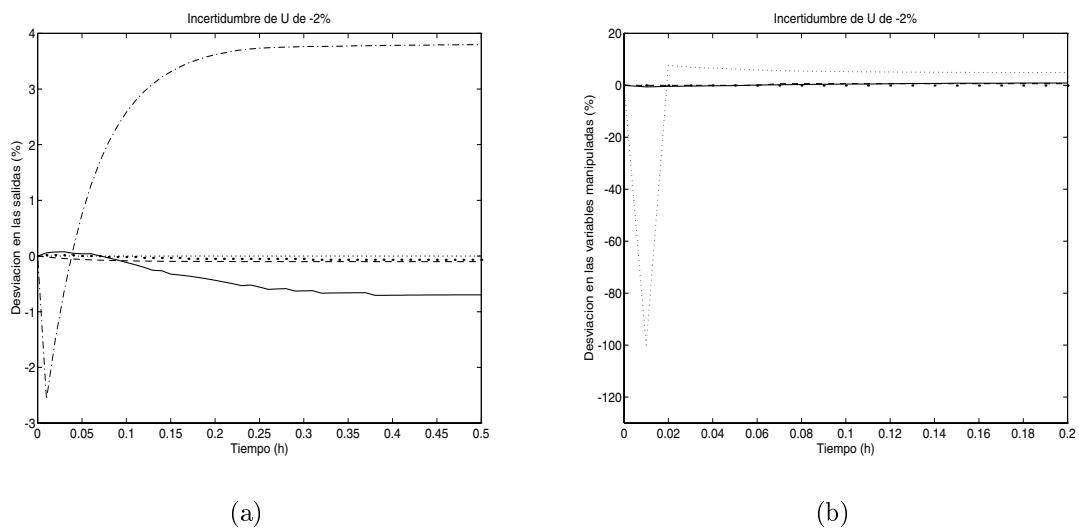 Incertidumbre de U de -2%
Desviacion en las salidas (%)
4
3
2
1
0
-1
-2
-3
0 0.05 0.1 0.15 0.2 0.25 0.3 0.35 0.4 0.45 0.5
Tiempo (h)
(a)
Incertidumbre de U de -2%
Desviacion en las variables manipuladas (%)
20
0
-20
-40
-60
-80
-100
-120
0 0.02 0.04 0.06 0.08 0.1 0.12 0.14 0.16 0.18 0.2
Tiempo (h)
(b)